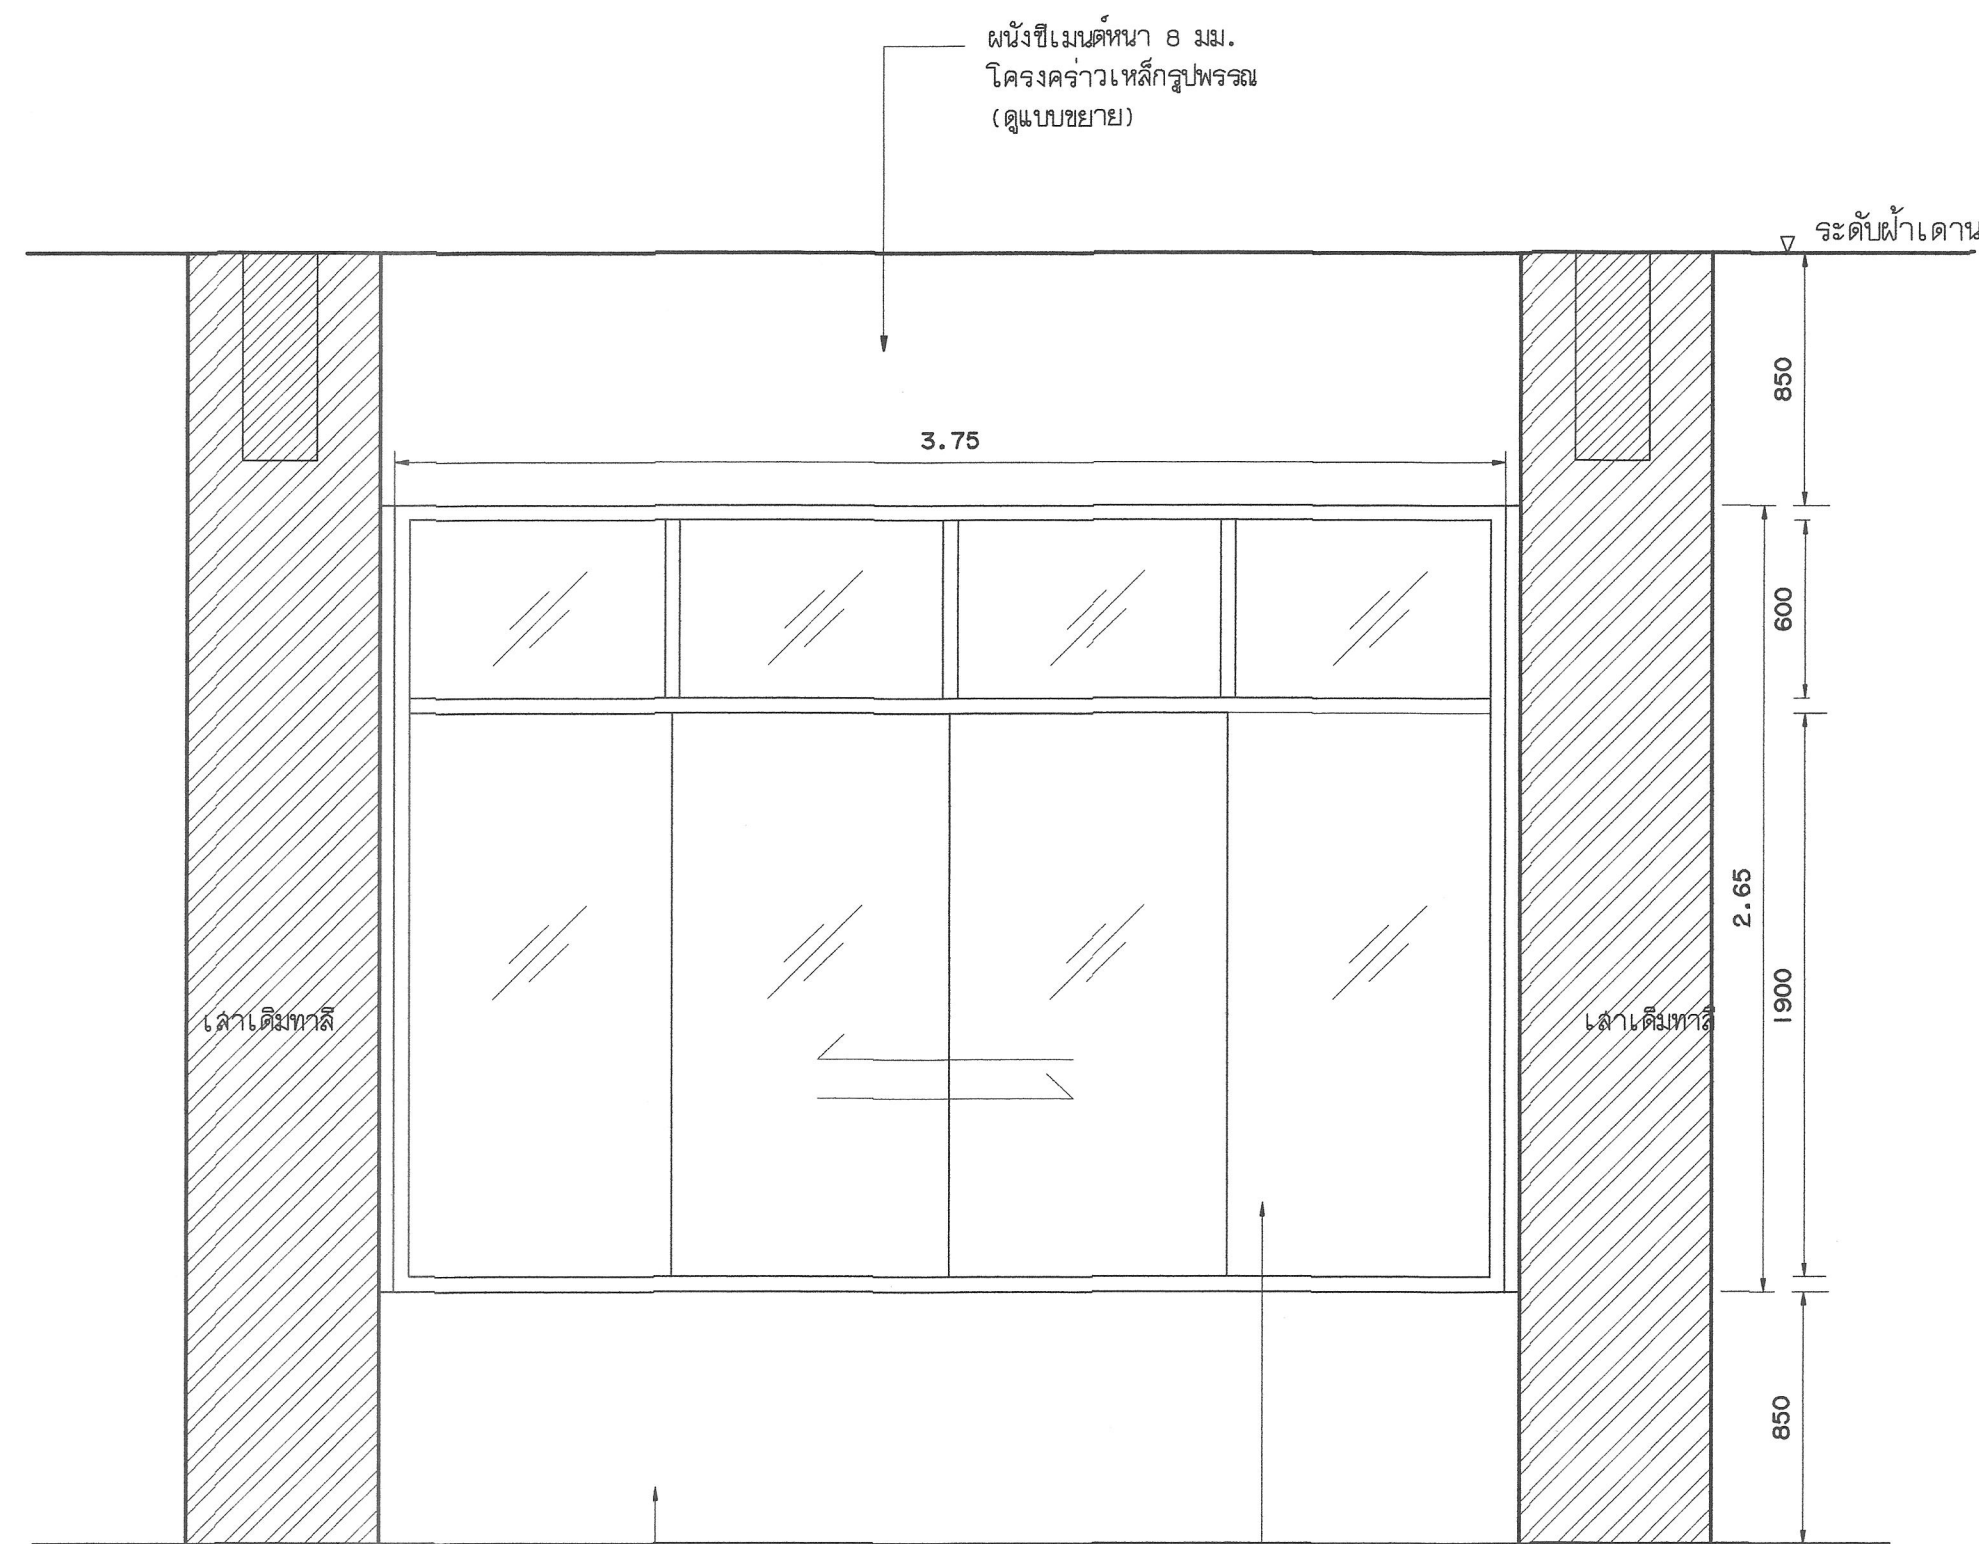 ผนังซีเมนต์หนา 8 มม.
โครงคร่าวเหล็กรูปพรรณ
(ดูแบบขยาย)
ระดับฝ้าเดาน
850
3.75
600
2.65
1900
เสาเดิมทาสี
เสาเดิมทาสี
850